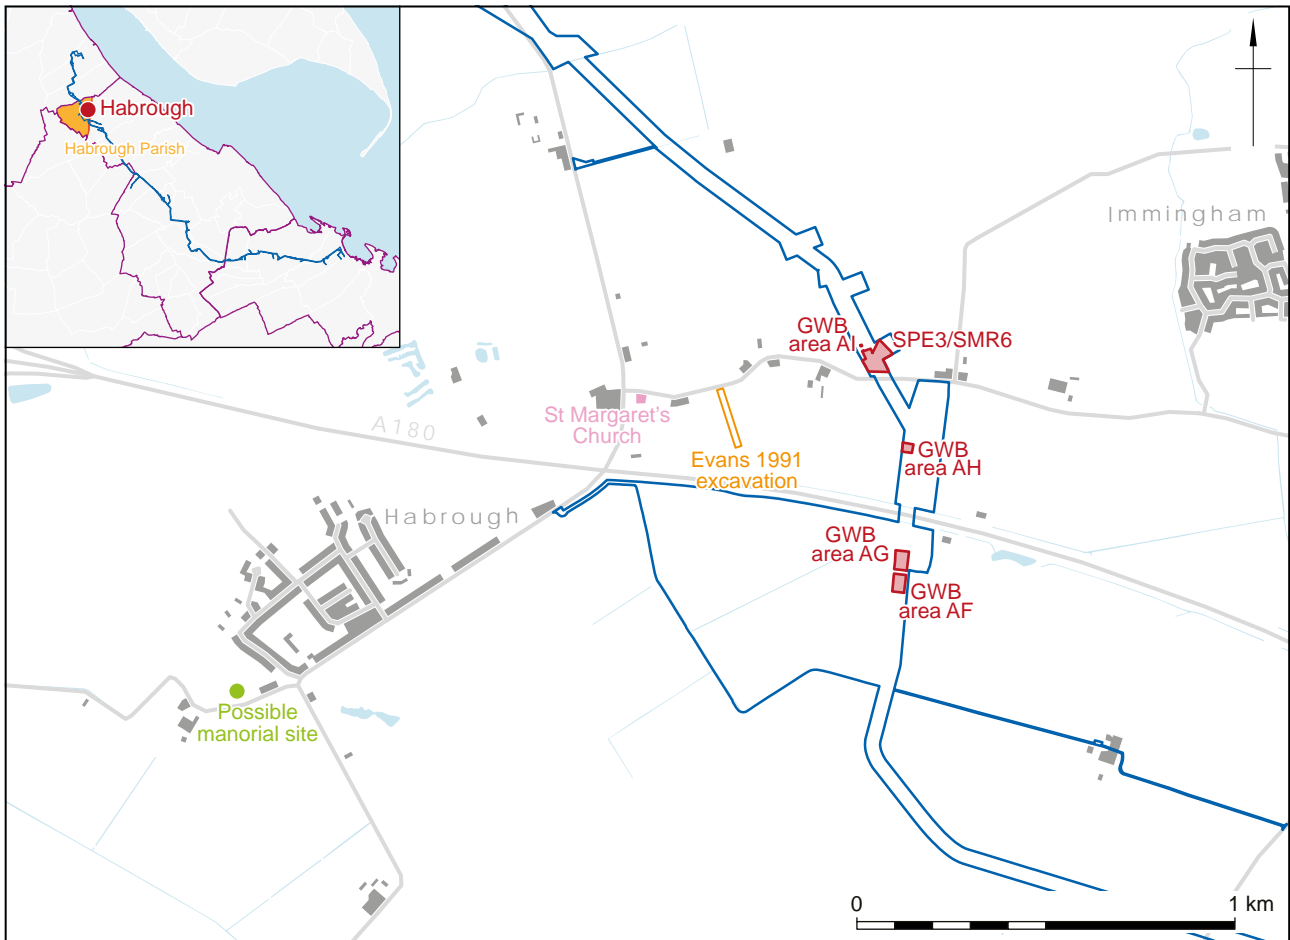 Habrough
Habrough Parish
Immingham
GWB
area AI
SPE3/SMR6
St Margaret's
Church
A180
Evans 1991
excavation
GWB
area AH
Habrough
GWB
area AG
GWB
area AF
Possible
manorial site
0
1 km